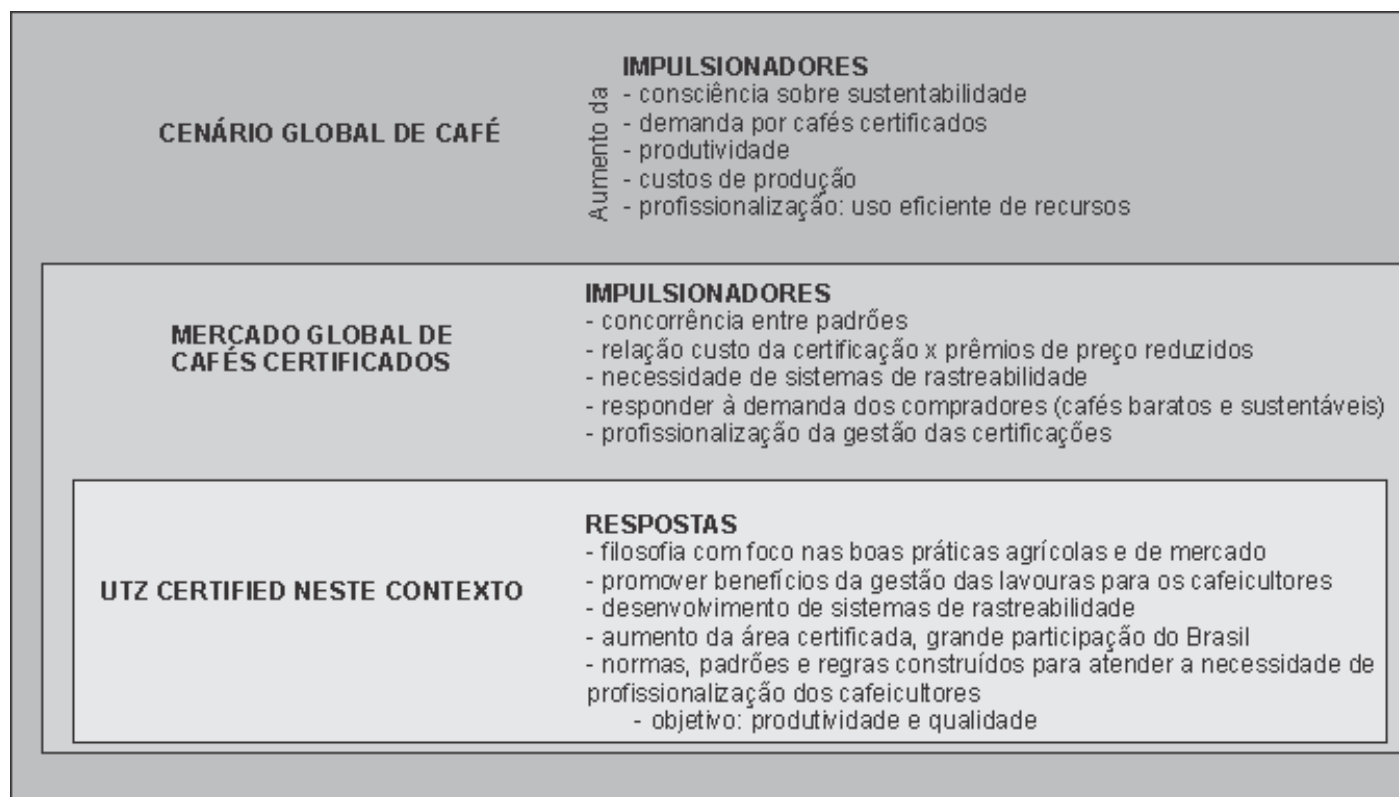 IMPULSIONADORES
Aumento da
- consciência sobre sustentabilidade
- demanda por cafés certificados
- produtividade
- custos de produção
- profissionalização: uso eficiente de recursos
CENÁRIO GLOBAL DE CAFÉ
IMPULSIONADORES
- concorrência entre padrões
- relação custo da certificação x prêmios de preço reduzidos
- necessidade de sistemas de rastreabilidade
- responder à demanda dos compradores (cafés baratos e sustentáveis)
- profissionalização da gestão das certificações
MERCADO GLOBAL DE
CAFÉS CERTIFICADOS
RESPOSTAS
- filosofia com foco nas boas práticas agrícolas e de mercado
- promover benefícios da gestão das lavouras para os cafeicultores
- desenvolvimento de sistemas de rastreabilidade
- aumento da área certificada, grande participação do Brasil
- normas, padrões e regras construídos para atender a necessidade de
profissionalização dos cafeicultores
- objetivo: produtividade e qualidade
UTZ CERTIFIED NESTE CONTEXTO